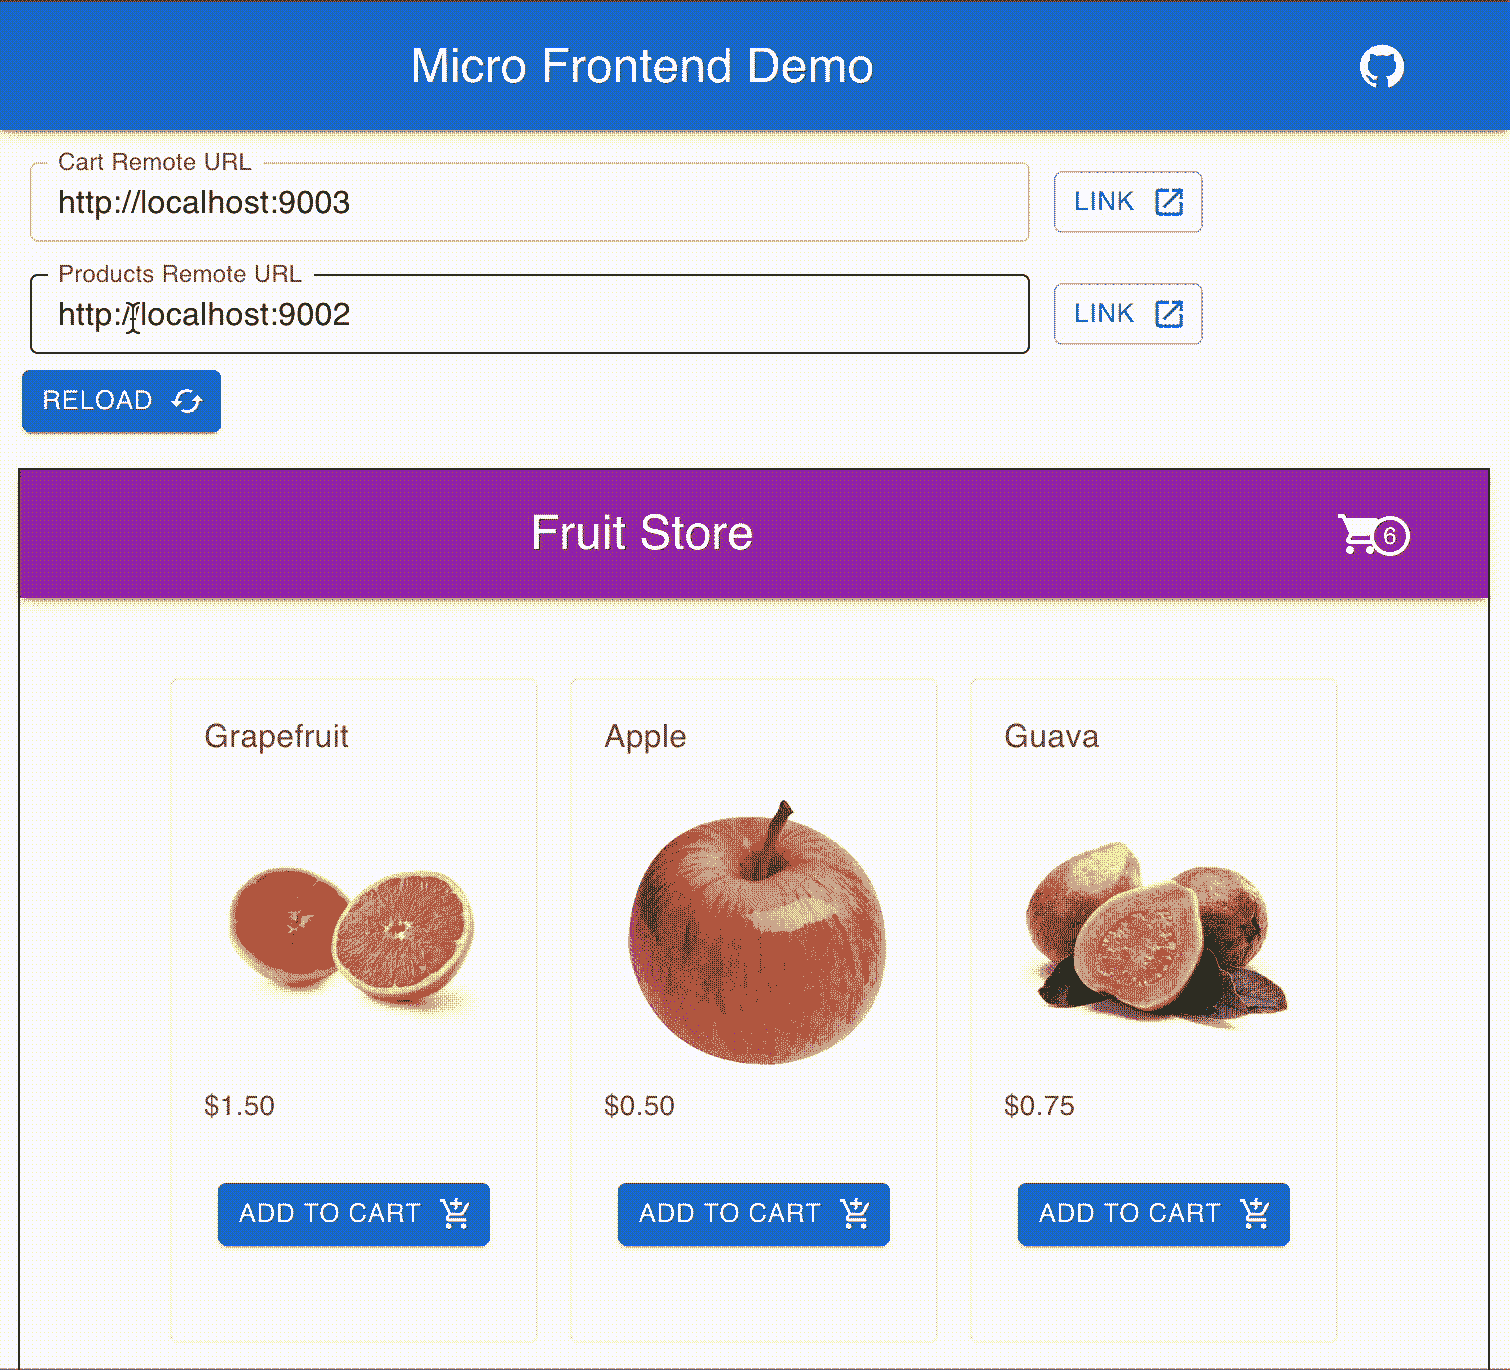 Micro Frontend Demo
Cart Remote URL
http://localhost:9003
LINK
Products Remote URL
http://localhost:9002
LINK
RELOAD
Fruit Store
6
Grapefruit
Apple
Guava
$1.50
$0.50
$0.75
ADD TO CART
ADD TO CART
ADD TO CART